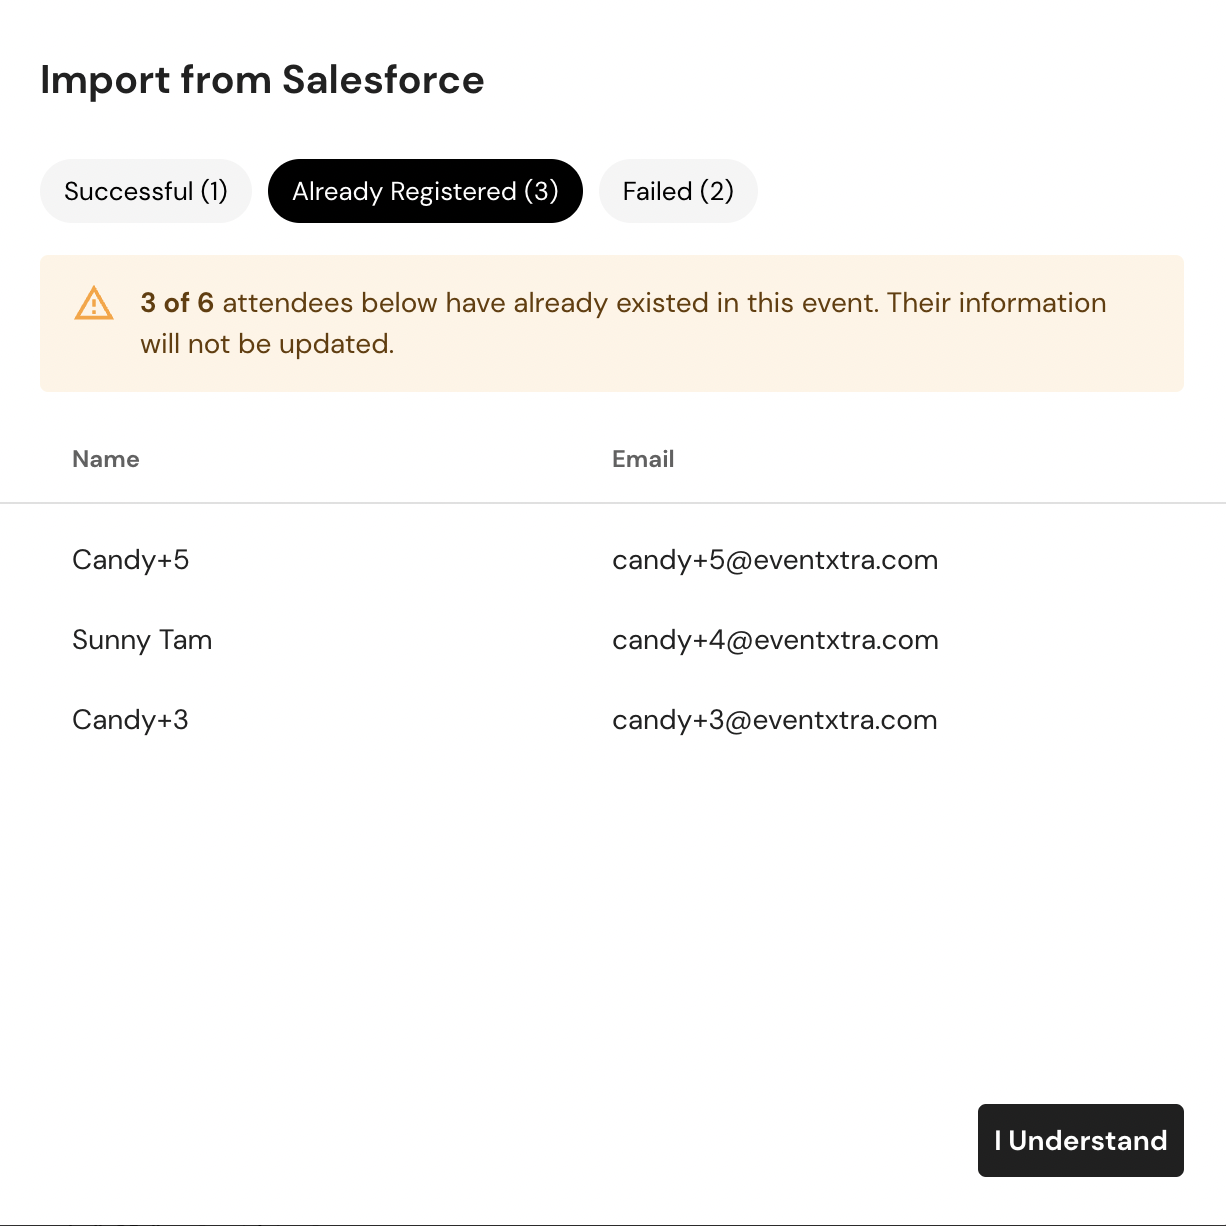 Import from Salesforce
Successful (1) Already Registered (3) Failed (2)
3 of 6 attendees below have already existed in this event. Their information
will not be updated.
Name Email
Candy+5 candy+5@eventxtra.com
Sunny Tam candy+4@eventxtra.com
Candy+3 candy+3@eventxtra.com
I Understand